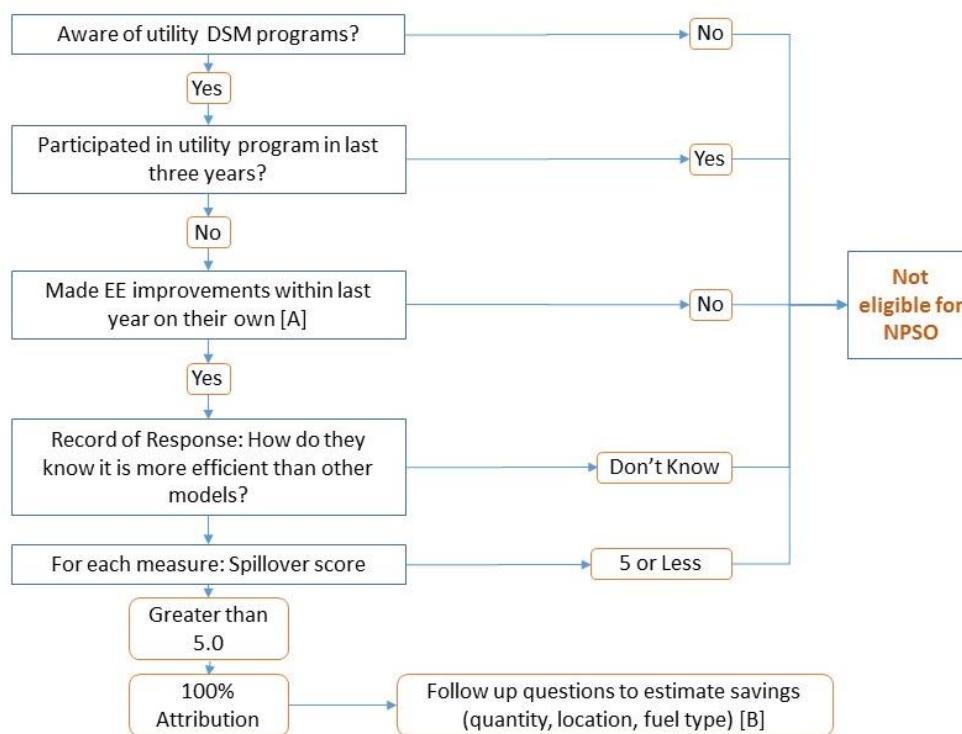 Aware of utility DSM programs?
No
Yes
Participated in utility program in last
three years?
Yes
No
Made EE improvements within last
year on their own [A]
No
Not
eligible for
NPSO
Yes
Record of Response: How do they
know it is more efficient than other
models?
Don't Know
For each measure: Spillover score
5 or Less
Greater than
5.0
100%
Attribution
Follow up questions to estimate savings
(quantity, location, fuel type) [B]